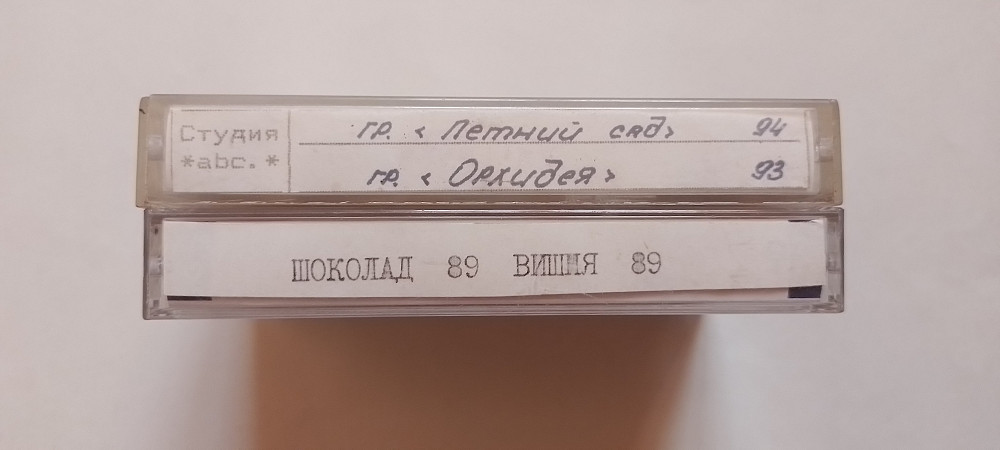 Студия
*abc.*
гр. «Летний сад» 94
гр. «Орхидея» 93
ШОКОЛАД 89 ВИШНЯ 89